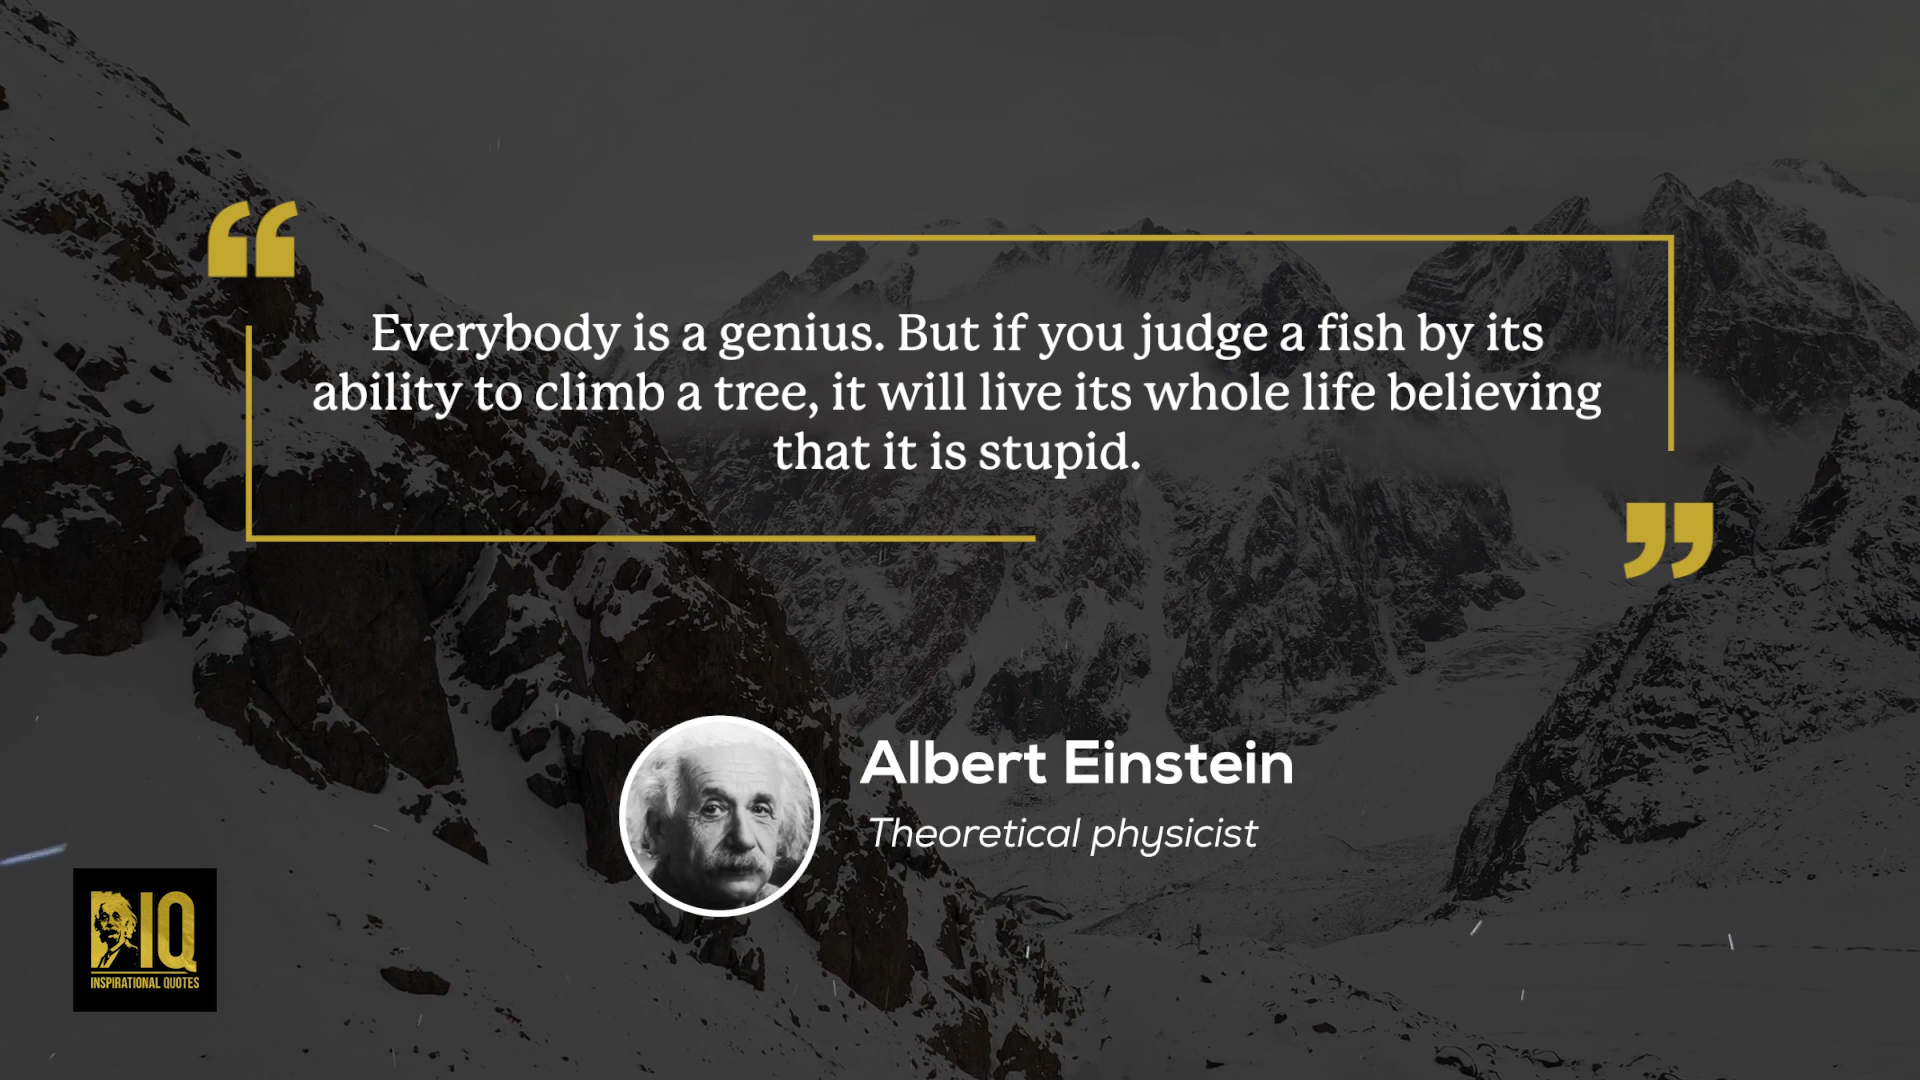 “
Everybody is a genius. But if you judge a fish by its
ability to climb a tree, it will live its whole life believing
that it is stupid.
”
Albert Einstein
Theoretical physicist
IQ
INSPIRATIONAL QUOTES